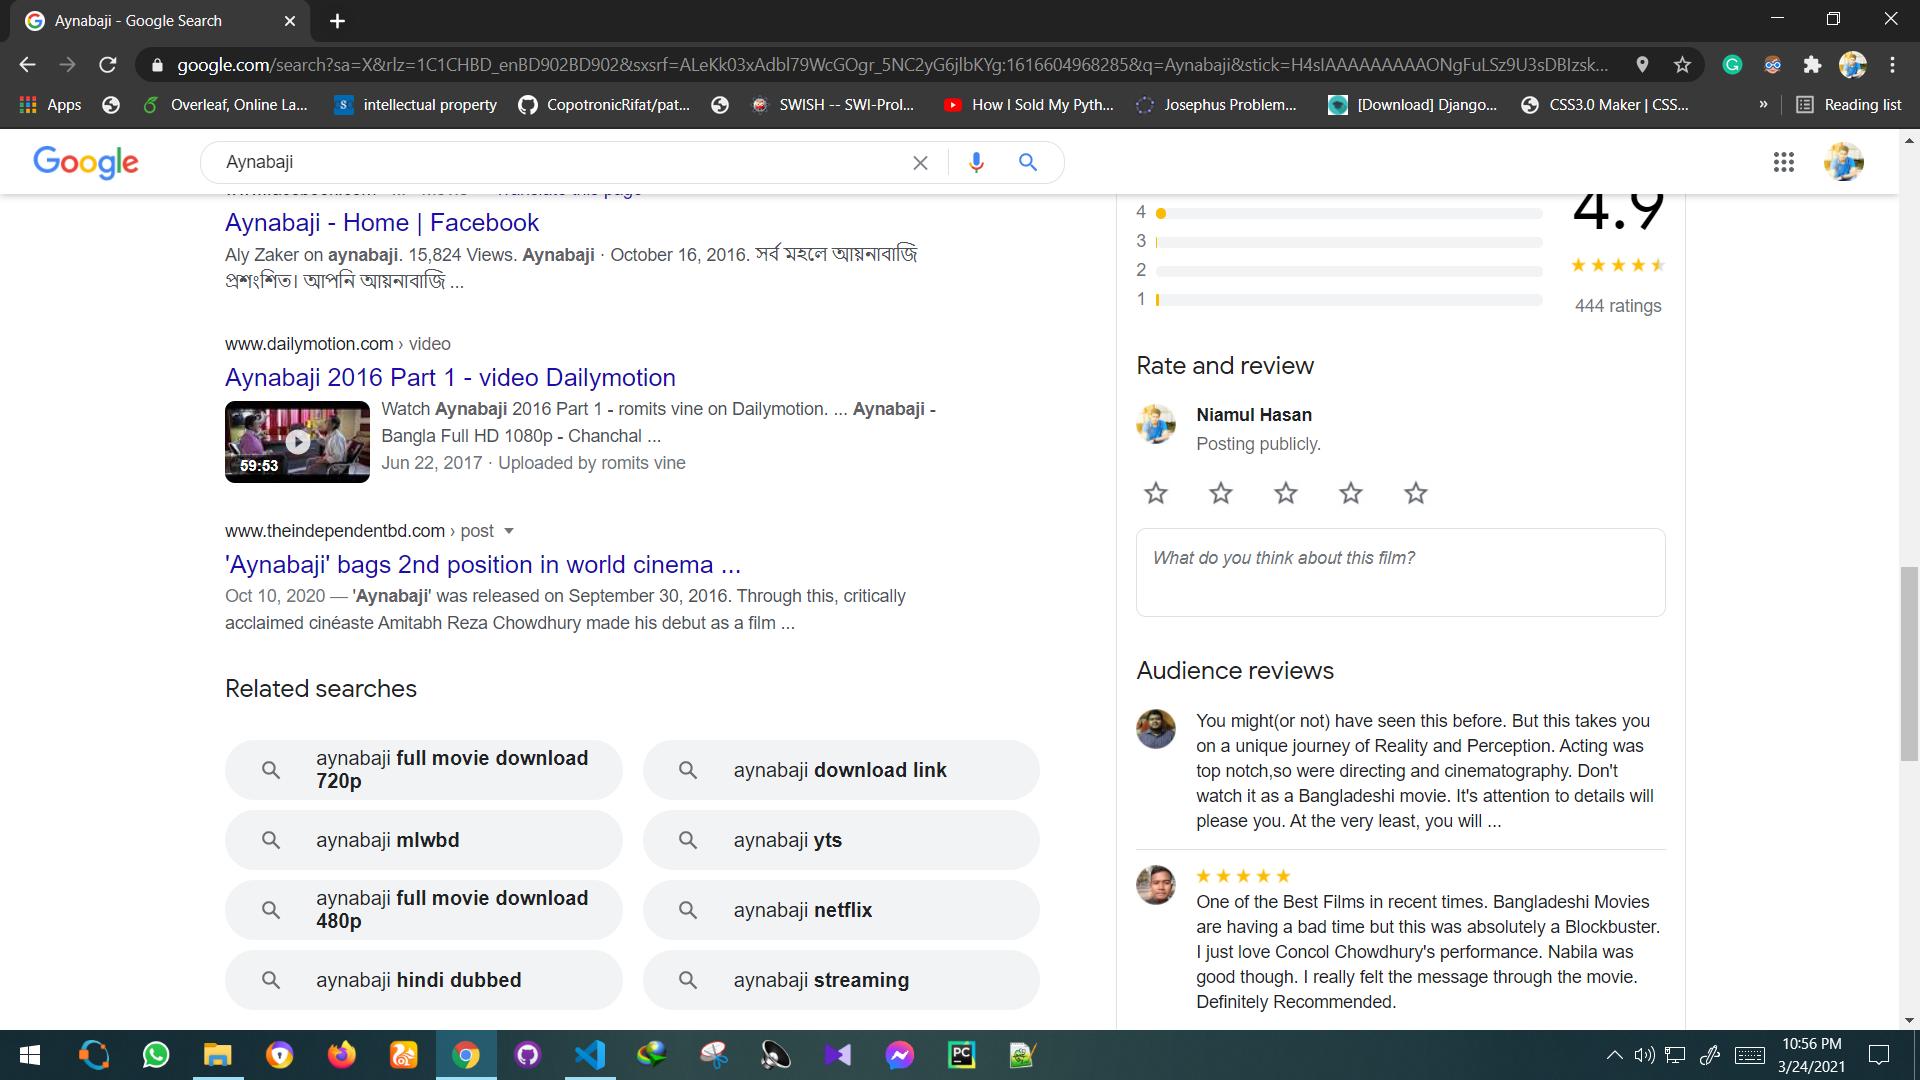 Aynabaji - Google Search
google.com/search?sa=X&rlz=1C1CHBD_enBD902BD902&sxsrf=ALeKk03xAdbl79WcGOgr_5NC2yG6jlbKYg:1616604968285&q=Aynabaji&stick=H4sIAAAAAAAAAONgFuLSz9U3sDBIzsk...
Apps
Overleaf, Online La...
intellectual property
CopotronicRifat/pat...
SWISH -- SWI-Prol...
How I Sold My Pyth...
Josephus Problem...
[Download] Django...
CSS3.0 Maker | CSS...
»
Reading list
Google
Aynabaji
Translate this page
Aynabaji - Home | Facebook
Aly Zaker on aynabaji. 15,824 Views. Aynabaji · October 16, 2016. সর্ব মহলে আয়নাবাজি
প্রশংশিত। আপনি আয়নাবাজি ...
www.dailymotion.com › video
Aynabaji 2016 Part 1 - video Dailymotion
59:53
Watch Aynabaji 2016 Part 1 - romits vine on Dailymotion. ... Aynabaji -
Bangla Full HD 1080p - Chanchal ...
Jun 22, 2017 · Uploaded by romits vine
www.theindependentbd.com › post
'Aynabaji' bags 2nd position in world cinema ...
Oct 10, 2020 — 'Aynabaji' was released on September 30, 2016. Through this, critically
acclaimed cinéaste Amitabh Reza Chowdhury made his debut as a film ...
Related searches
aynabaji full movie download
720p
aynabaji download link
aynabaji mlwbd
aynabaji yts
aynabaji full movie download
480p
aynabaji netflix
aynabaji hindi dubbed
aynabaji streaming
4
3
2
1
4.9
444 ratings
Rate and review
Niamul Hasan
Posting publicly.
What do you think about this film?
Audience reviews
You might(or not) have seen this before. But this takes you
on a unique journey of Reality and Perception. Acting was
top notch,so were directing and cinematography. Don't
watch it as a Bangladeshi movie. It's attention to details will
please you. At the very least, you will ...
One of the Best Films in recent times. Bangladeshi Movies
are having a bad time but this was absolutely a Blockbuster.
I just love Concol Chowdhury's performance. Nabila was
good though. I really felt the message through the movie.
Definitely Recommended.
PC
10:56 PM
3/24/2021